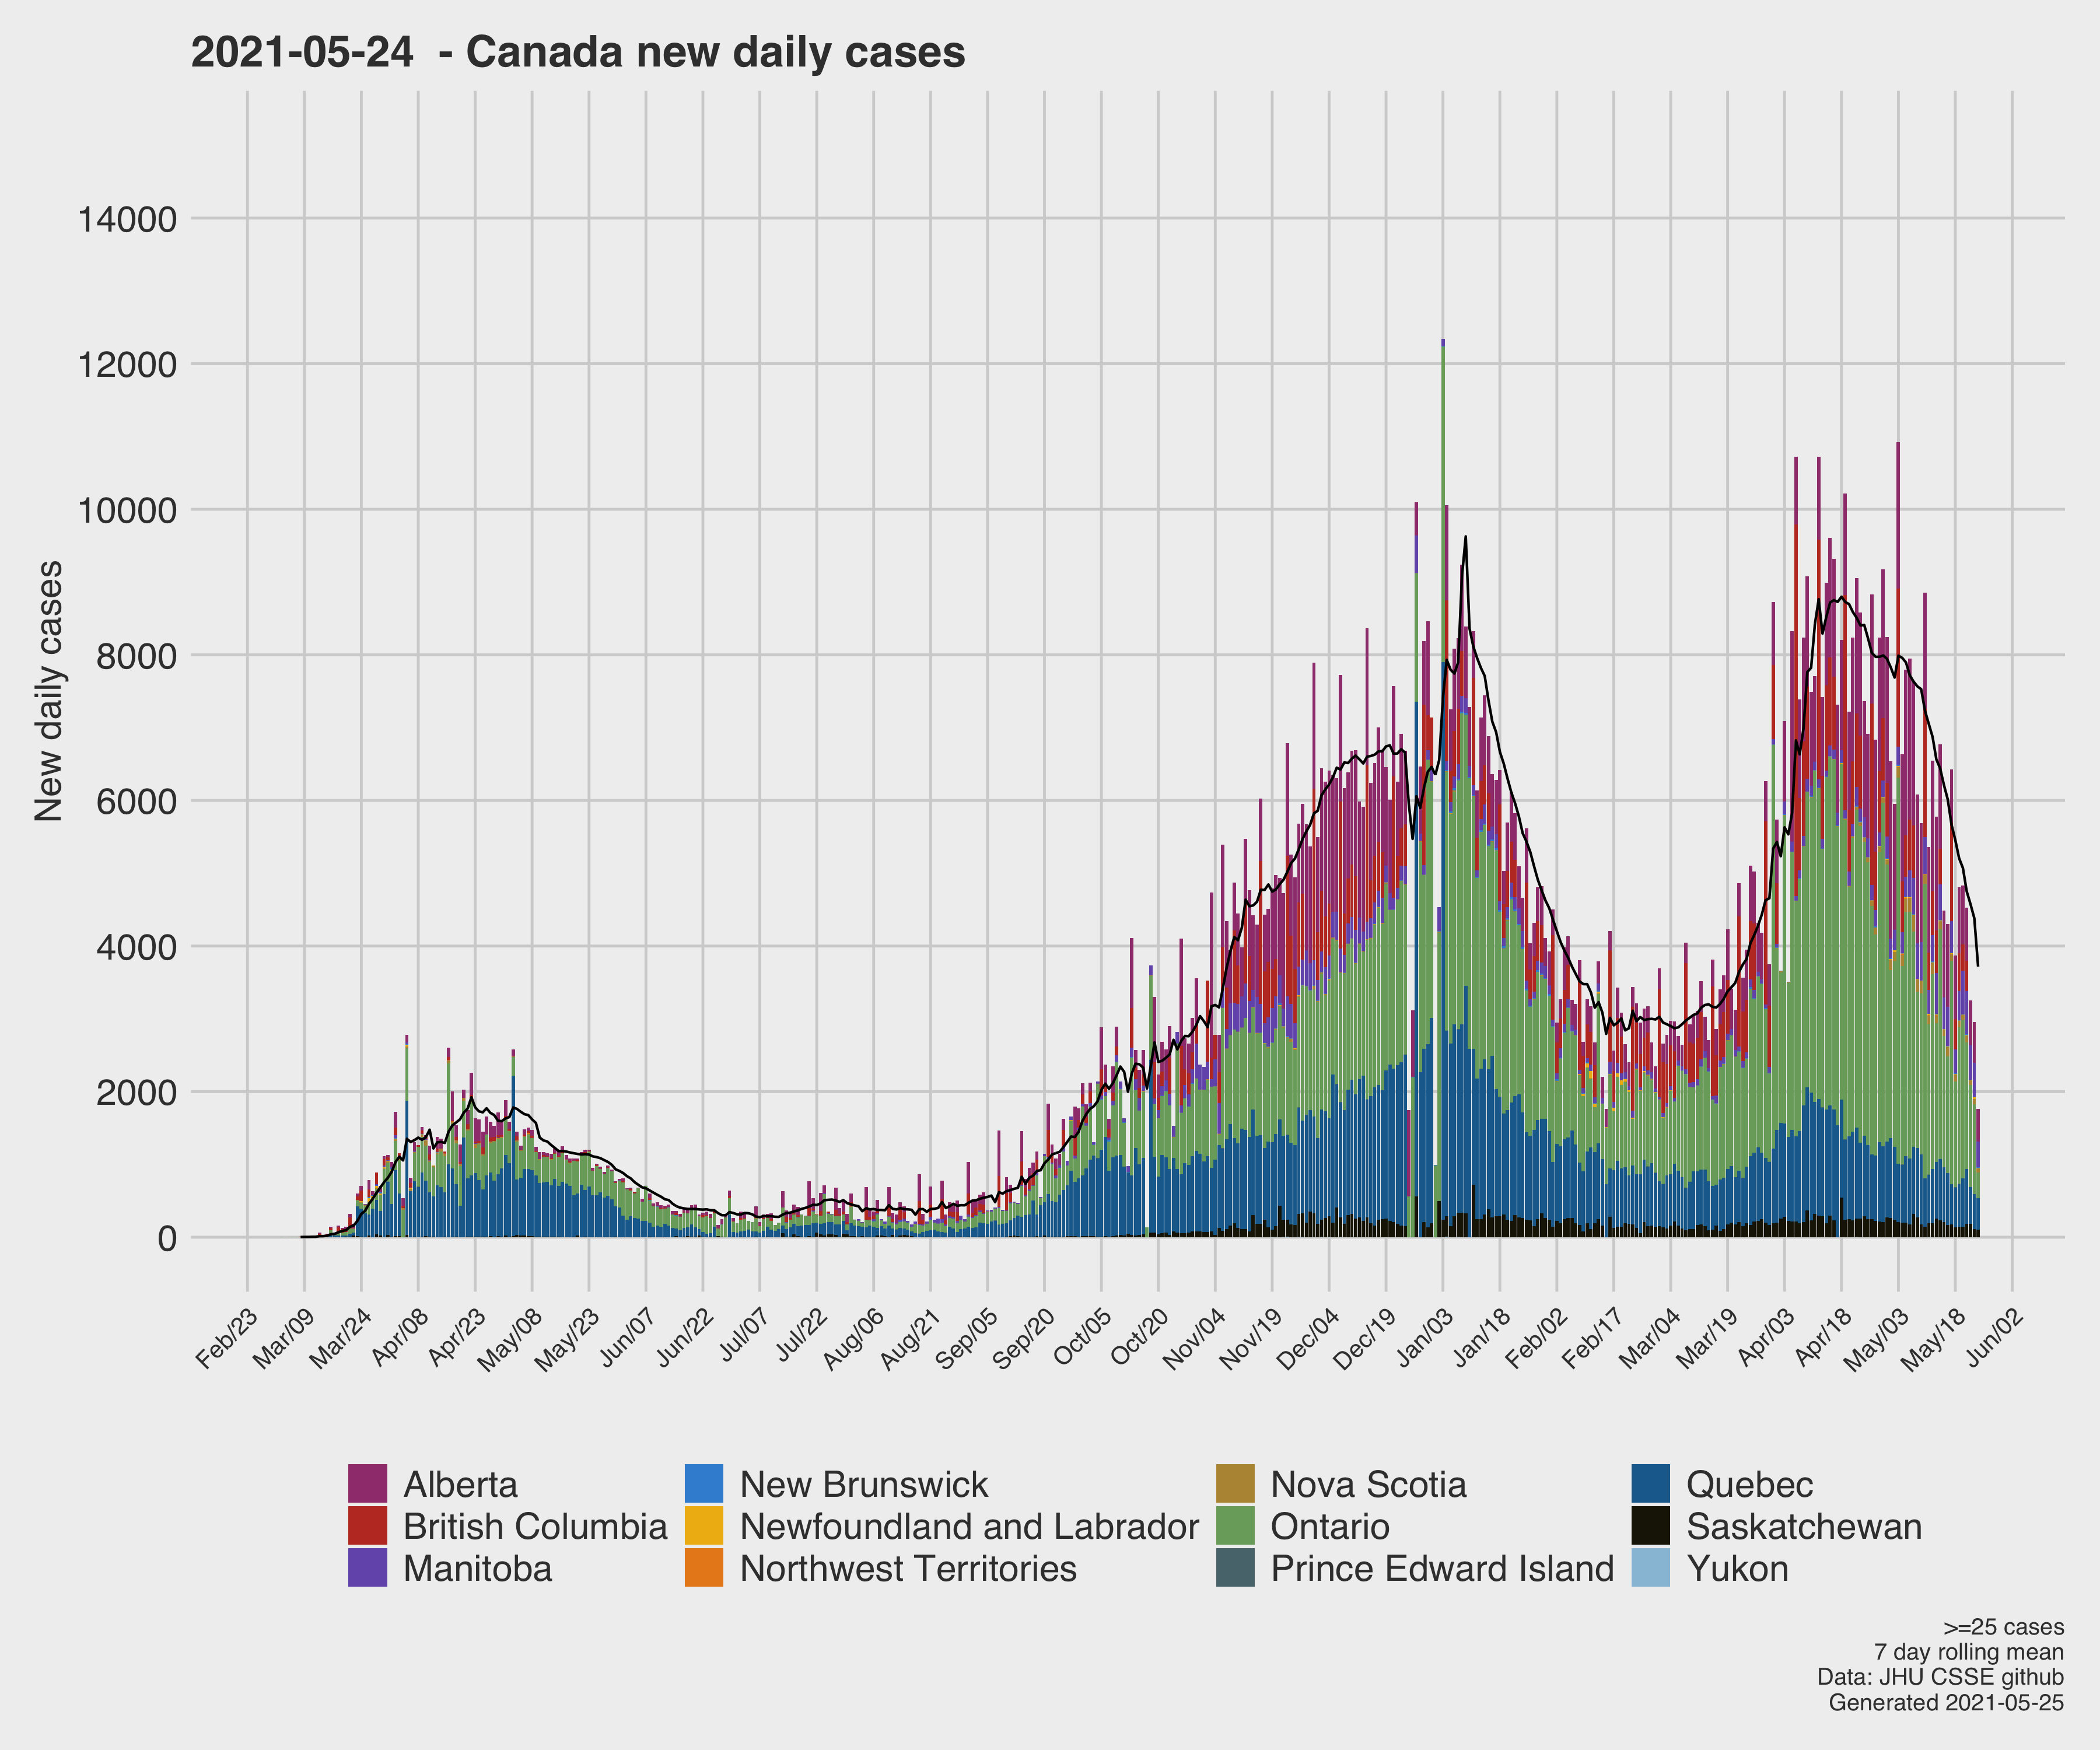 2021-05-24 - Canada new daily cases
New daily cases
14000
12000
10000
8000
6000
4000
2000
0
Feb/23 Mar/09 Mar/24 Apr/08 Apr/23 May/08 May/23 Jun/07 Jun/22 Jul/07 Jul/22 Aug/06 Aug/21 Sep/05 Sep/20 Oct/05 Oct/20 Nov/04 Nov/19 Dec/04 Dec/19 Jan/03 Jan/18 Feb/02 Feb/17 Mar/04 Mar/19 Apr/03 Apr/18 May/03 May/18 Jun/02
Alberta New Brunswick Nova Scotia Quebec
British Columbia Newfoundland and Labrador Ontario Saskatchewan
Manitoba Northwest Territories Prince Edward Island Yukon
>=25 cases
7 day rolling mean
Data: JHU CSSE github
Generated 2021-05-25